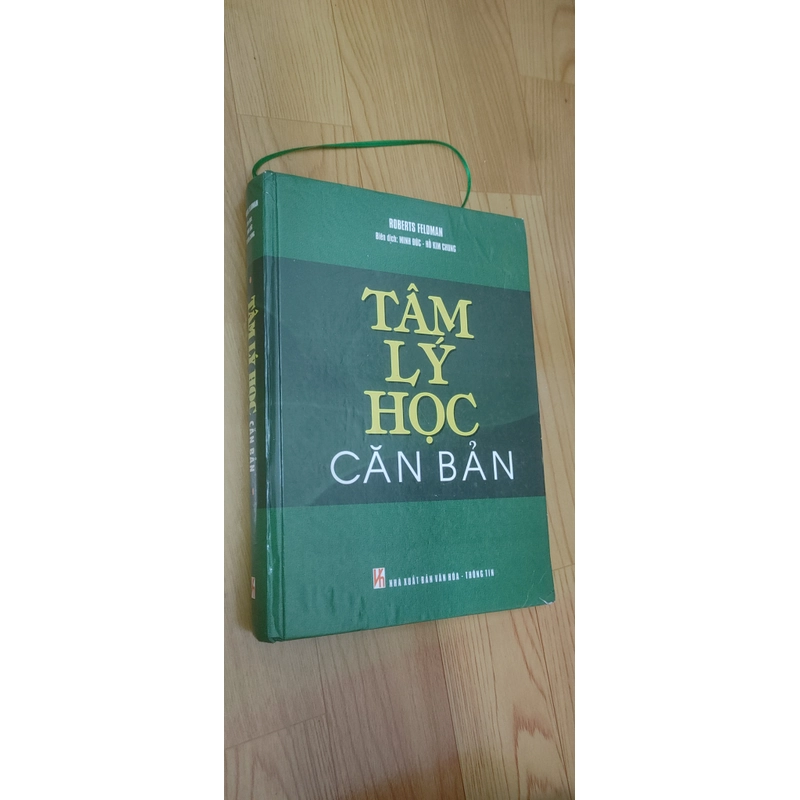 ROBERTS FELDMAN
Biên dịch: MINH ĐỨC - HỒ KIM CHUNG
TÂM
LÝ
HỌC
CĂN BẢN
NHÀ XUẤT BẢN VĂN HÓA - THÔNG TIN
TÂM LÝ HỌC CĂN BẢN